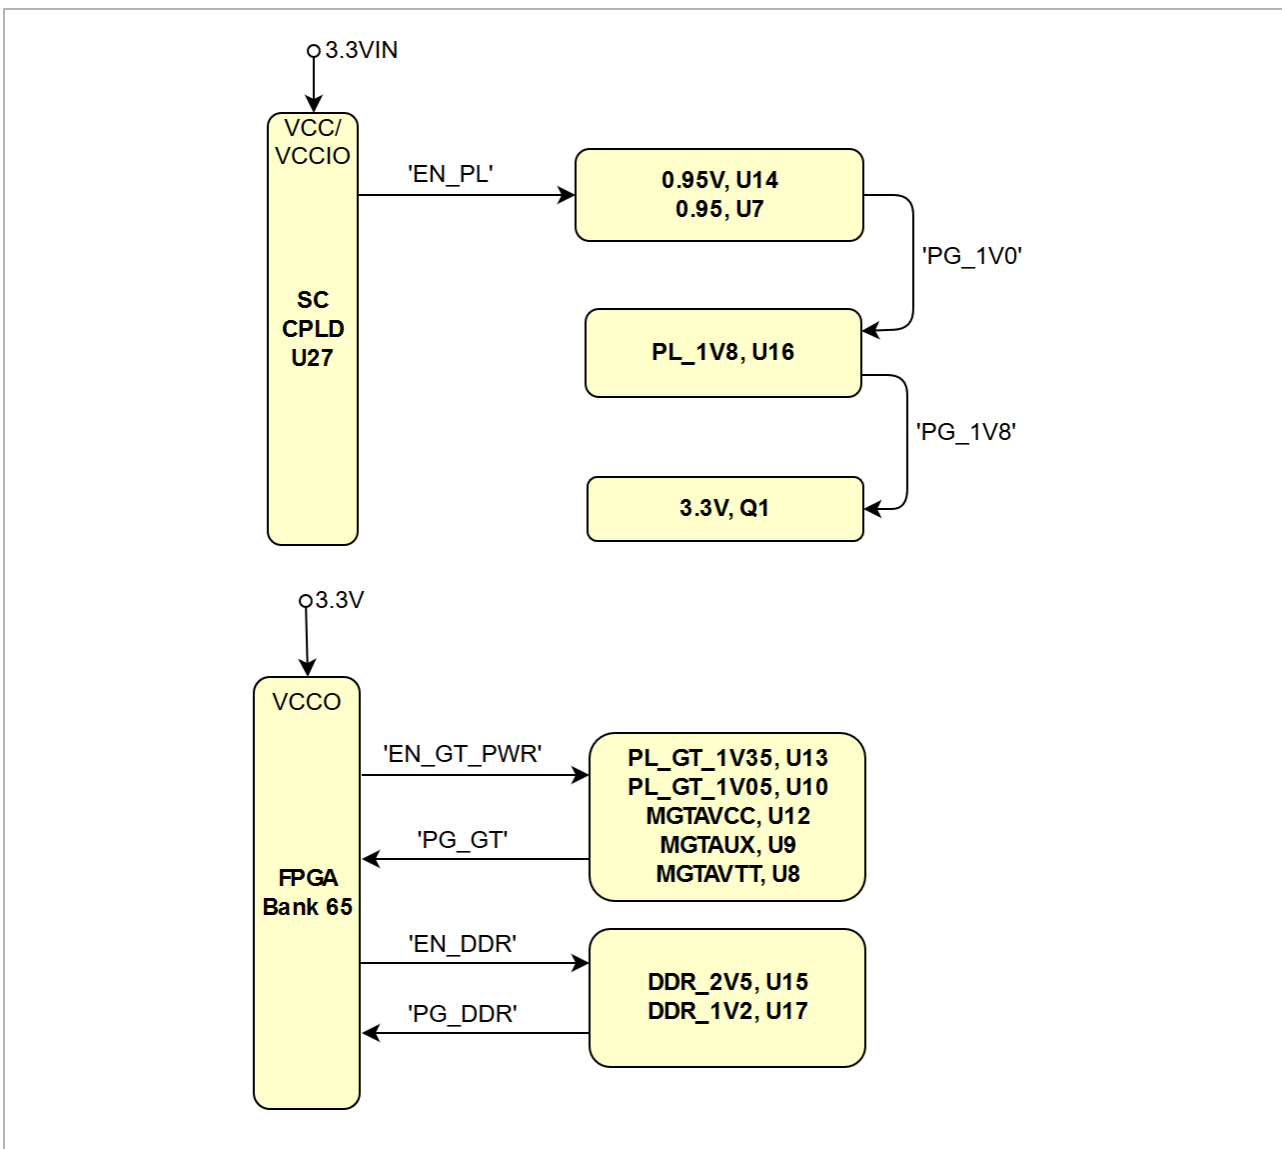 3.3VIN
VCC/
VCCIO
'EN_PL'
0.95V, U14
0.95, U7
'PG_1V0'
SC
CPLD
U27
PL_1V8, U16
'PG_1V8'
3.3V, Q1
3.3V
VCCO
'EN_GT_PWR'
PL_GT_1V35, U13
PL_GT_1V05, U10
MGTAVCC, U12
MGTAUX, U9
MGTAVTT, U8
'PG_GT'
FPGA
Bank 65
'EN_DDR'
DDR_2V5, U15
DDR_1V2, U17
'PG_DDR'